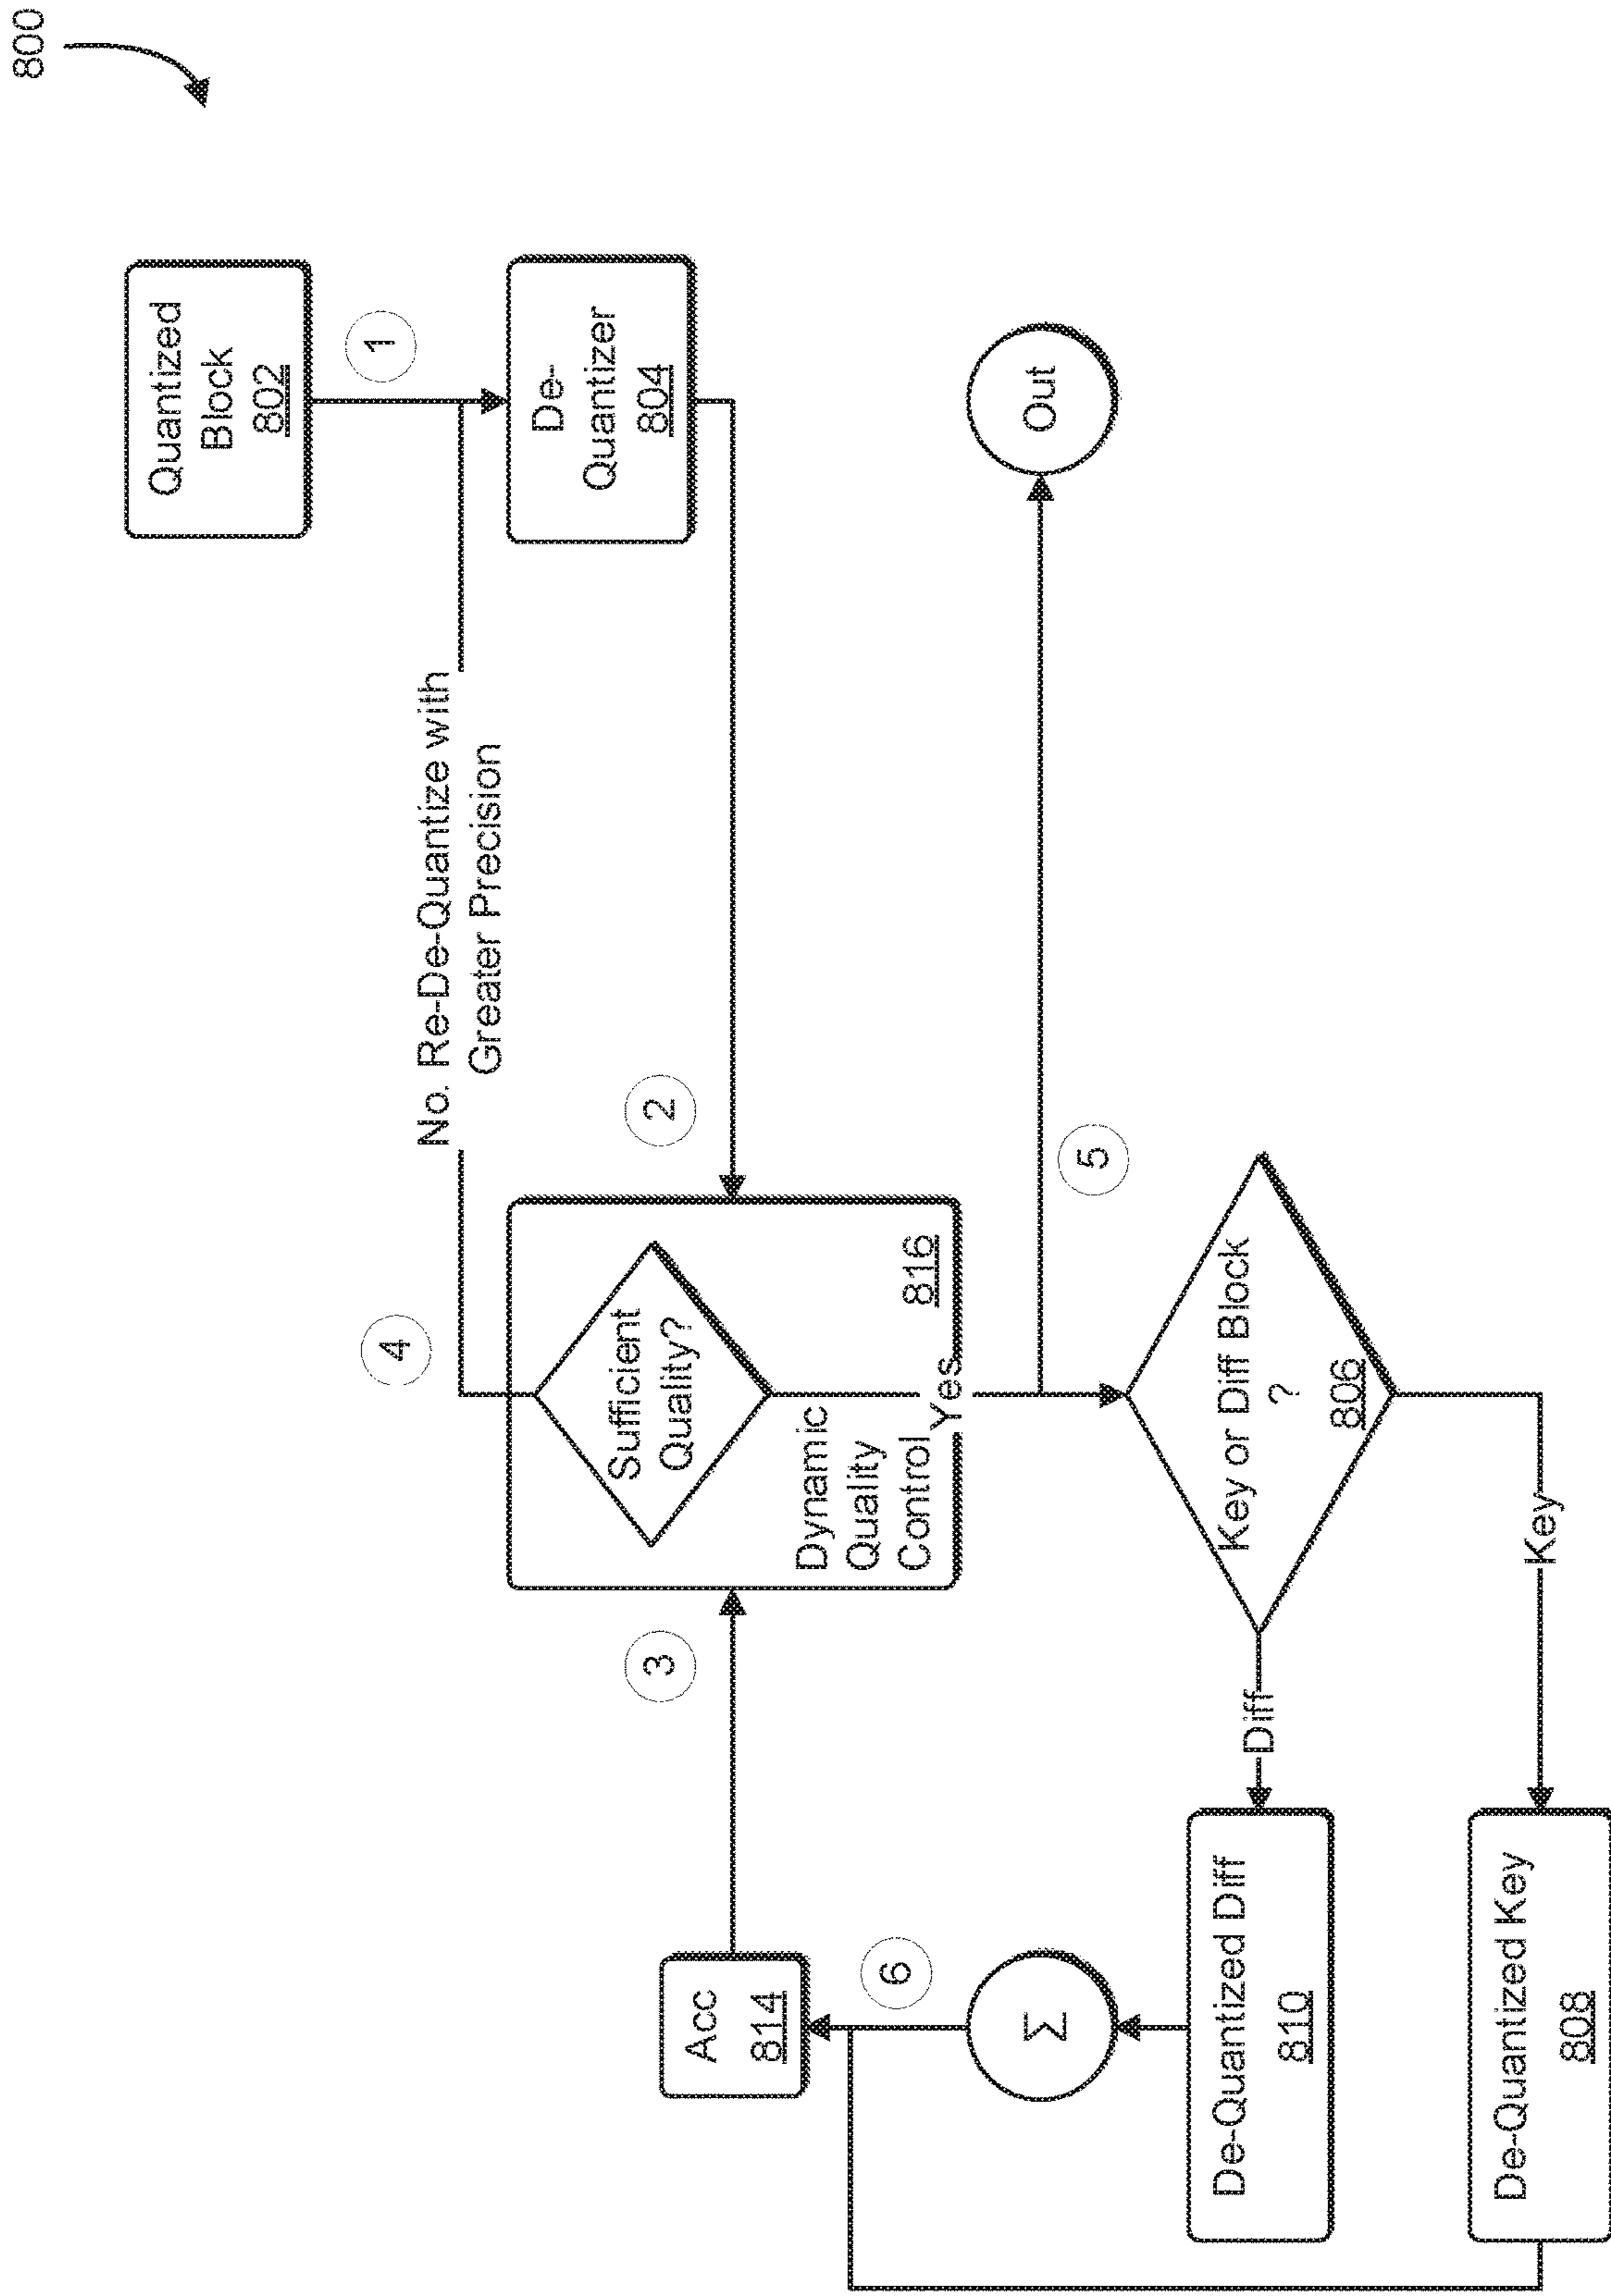 800
Quantized
Block
802
1
No. Re-De-Quantize with
Greater Precision
De-
Quantizer
804
4
Sufficient
Quality?
2
3
Dynamic
Quality
Control
816
Yes
Acc
814
6
Σ
5
Out
Key or Diff Block
?
806
Diff
De-Quantized Diff
810
Key
De-Quantized Key
808